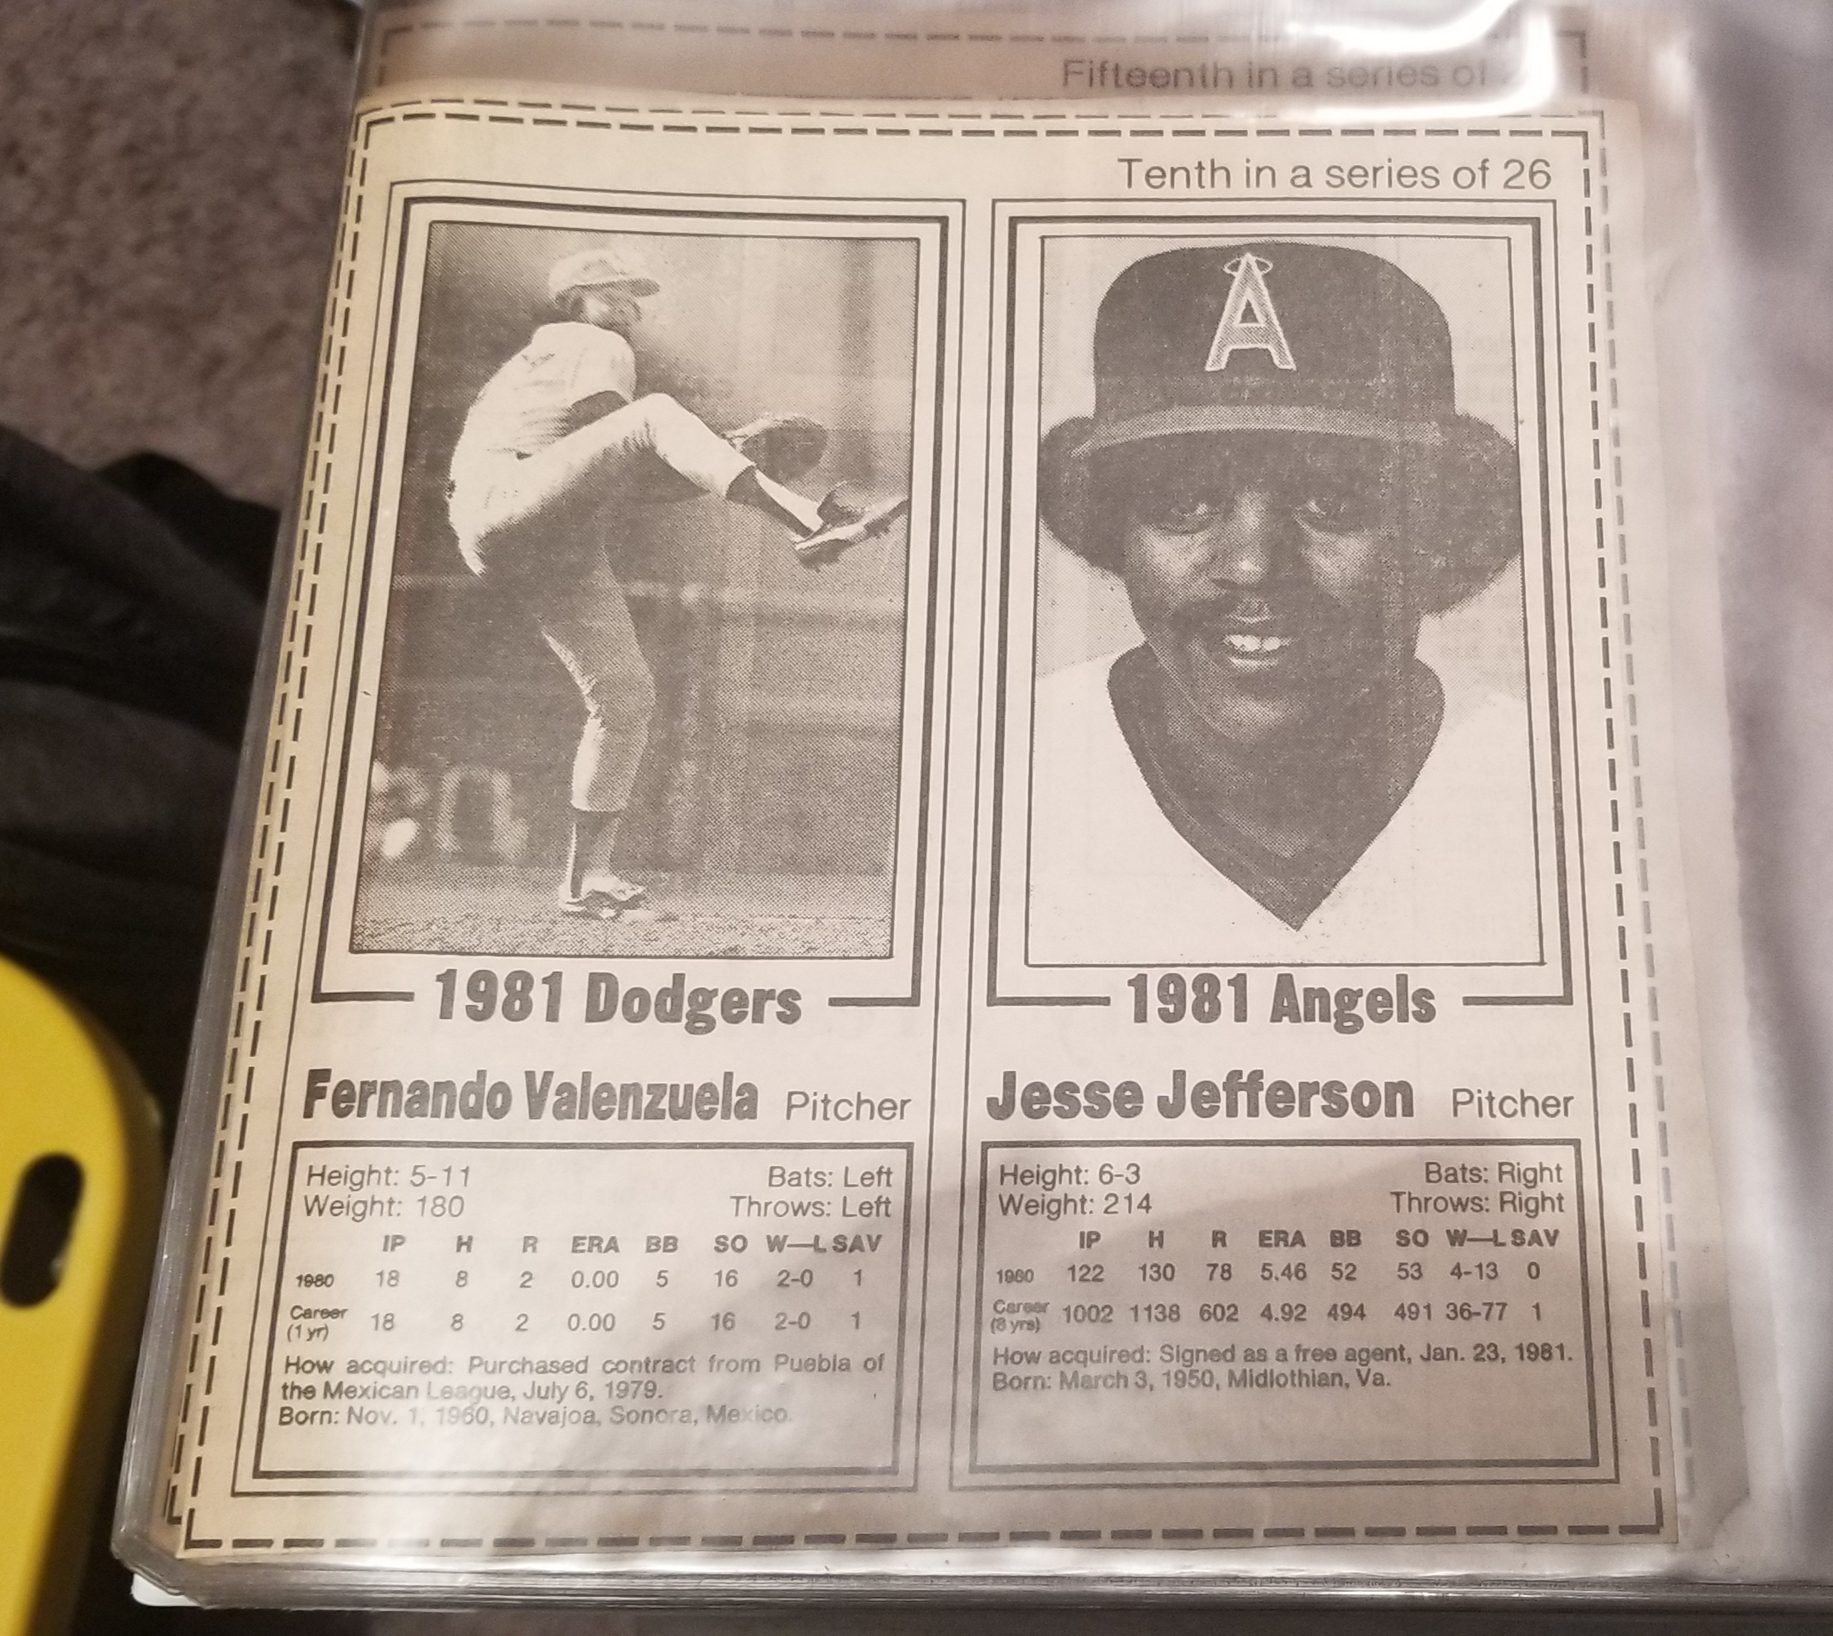 Fifteenth in a series of
Tenth in a series of 26
A
1981 Dodgers
Fernando Valenzuela Pitcher
Height: 5-11 Bats: Left
Weight: 180 Throws: Left
IP H R ERA BB SO W—L SAV
1980 18 8 2 0.00 5 16 2-0 1
Career
(1 yr) 18 8 2 0.00 5 16 2-0 1
How acquired: Purchased contract from Puebla of
the Mexican League, July 6, 1979.
Born: Nov. 1, 1960, Navajoa, Sonora, Mexico.
1981 Angels
Jesse Jefferson Pitcher
Height: 6-3 Bats: Right
Weight: 214 Throws: Right
IP H R ERA BB SO W—L SAV
1980 122 130 78 5.46 52 53 4-13 0
Career
(8 yrs) 1002 1138 602 4.92 494 491 36-77 1
How acquired: Signed as a free agent, Jan. 23, 1981.
Born: March 3, 1950, Midlothian, Va.